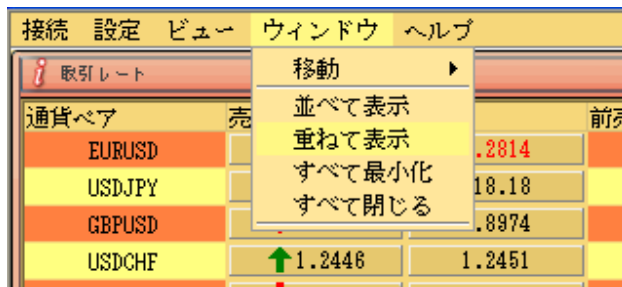 接続 設定 ビュー ウィンドウ ヘルプ
取引レート
移動
並べて表示
重ねて表示
すべて最小化
すべて閉じる
通貨ペア
EURUSD .2814
USDJPY 18.18
GBPUSD .8974
USDCHF 1.2446 1.2451